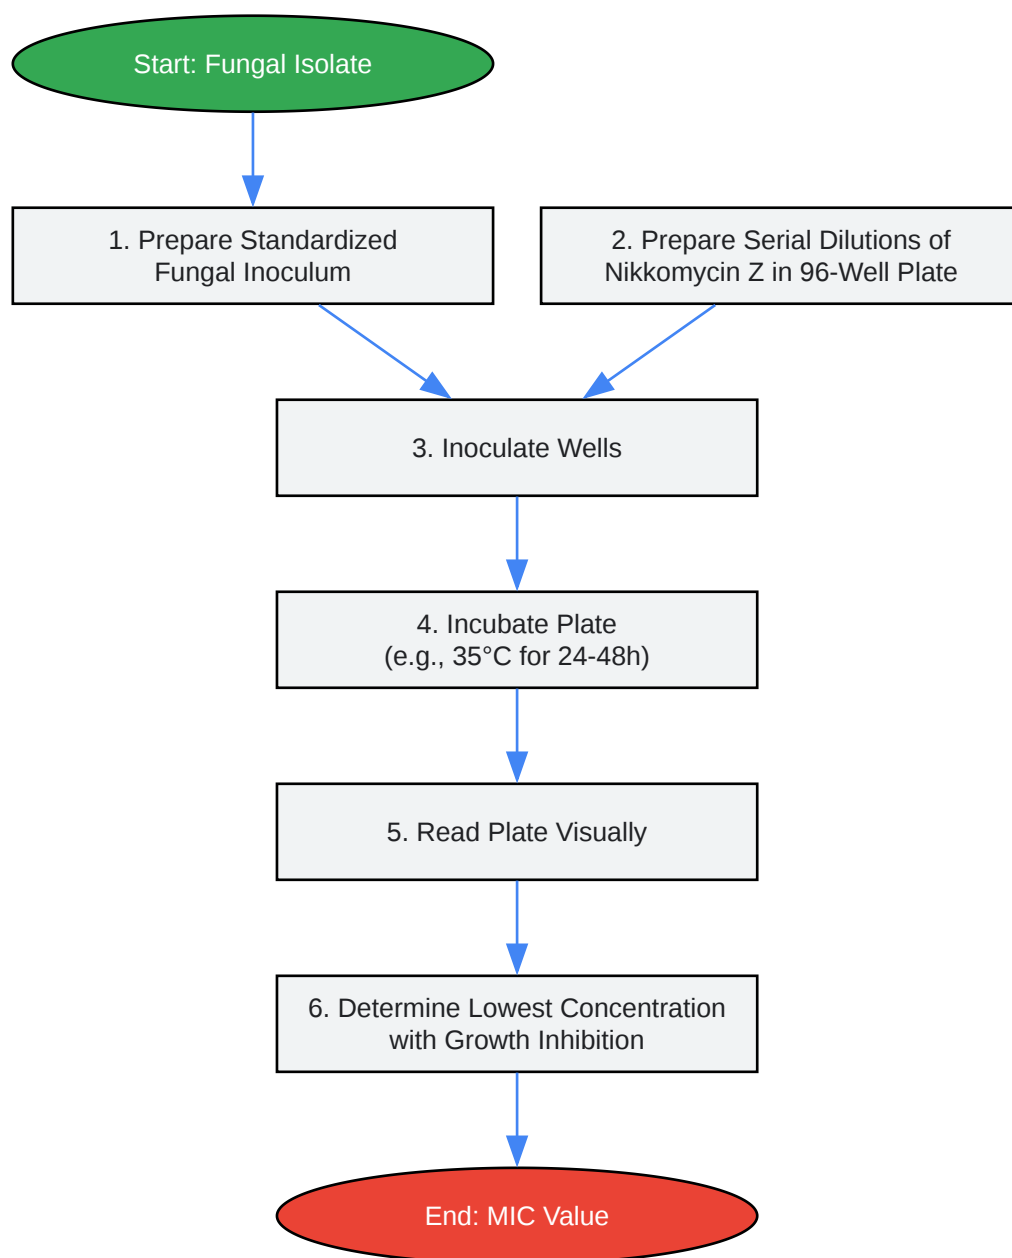 Start: Fungal Isolate
1. Prepare Standardized
Fungal Inoculum
2. Prepare Serial Dilutions of
Nikkomycin Z in 96-Well Plate
3. Inoculate Wells
4. Incubate Plate
(e.g., 35°C for 24-48h)
5. Read Plate Visually
6. Determine Lowest Concentration
with Growth Inhibition
End: MIC Value